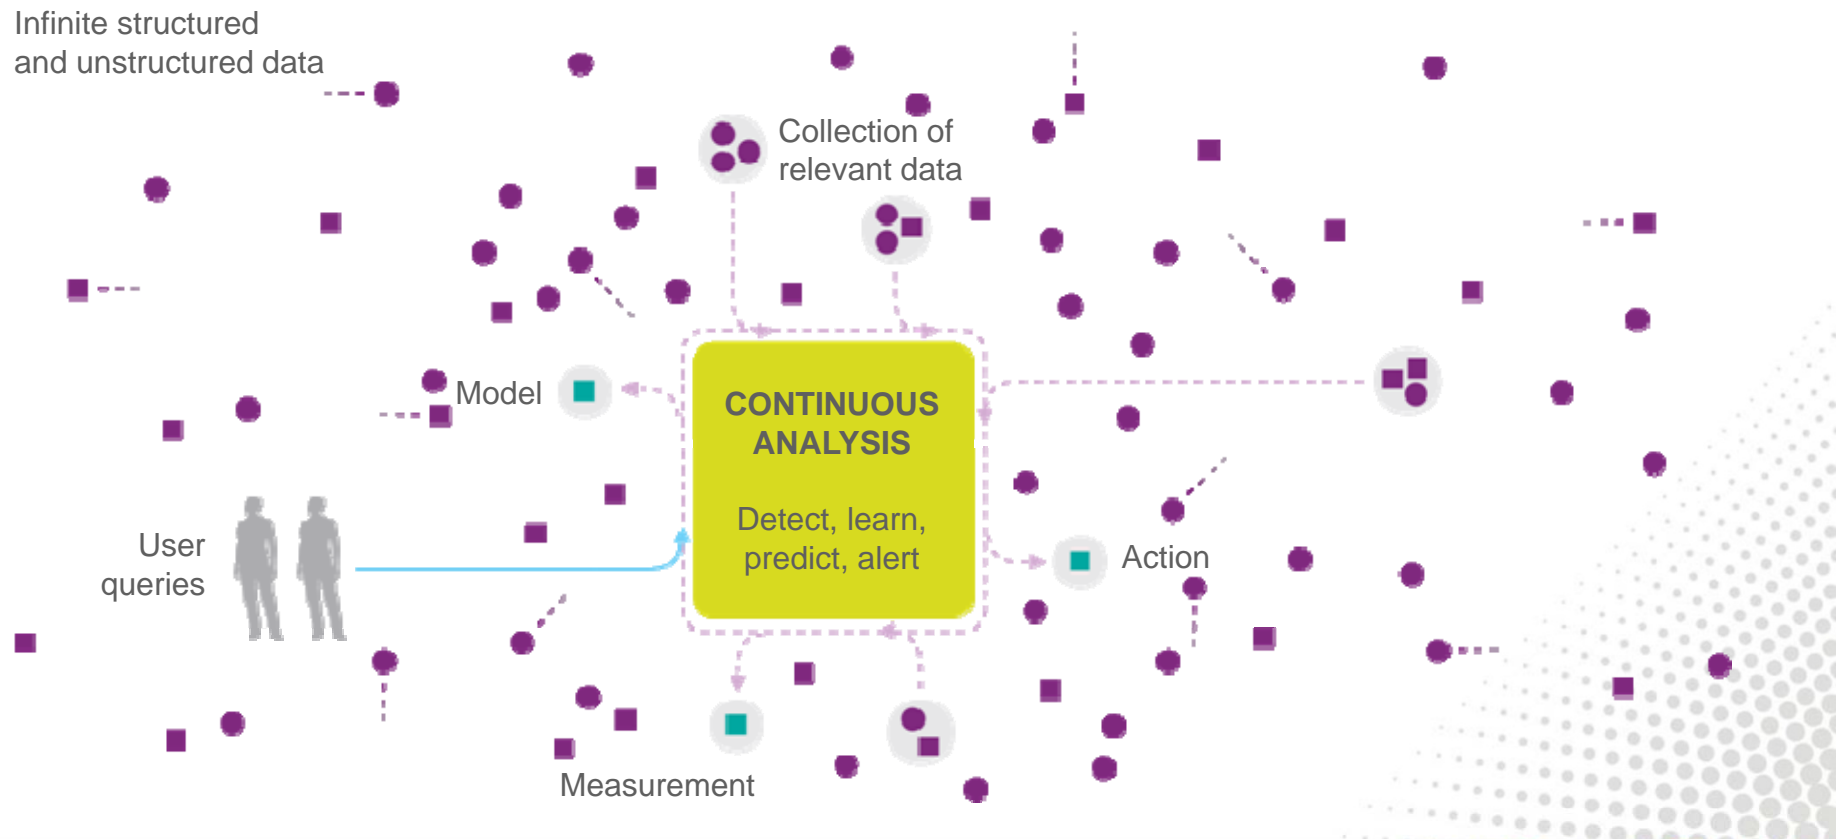 Infinite structured
and unstructured data
Collection of
relevant data
Model
CONTINUOUS
ANALYSIS
Detect, learn,
predict, alert
User
queries
Action
Measurement